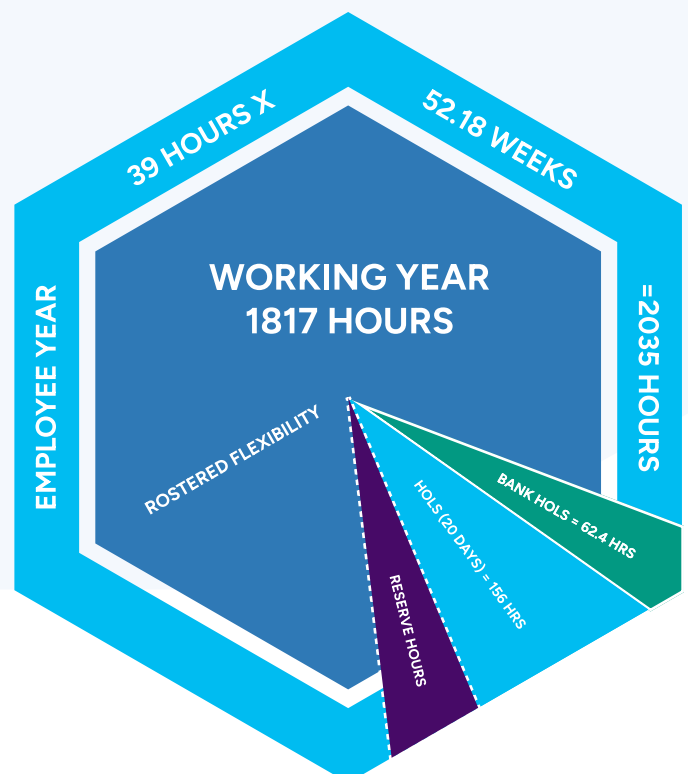 EMPLOYEE YEAR
39 HOURS X
52.18 WEEKS
=2035 HOURS
WORKING YEAR
1817 HOURS
ROSTERED FLEXIBILITY
BANK HOLS = 62.4 HRS
HOLS (20 DAYS) = 156 HRS
RESERVE HOURS